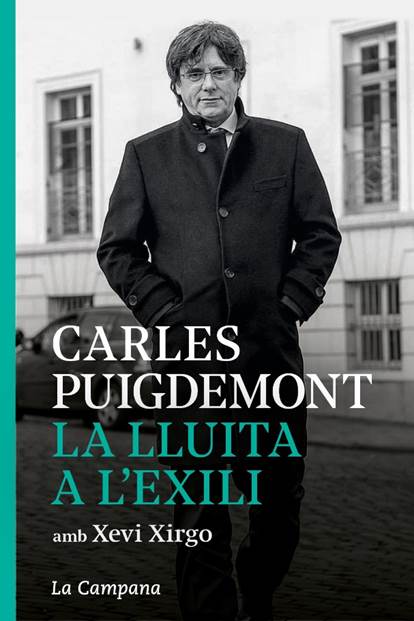 CARLES
PUIGDEMONT
LA LLUITA
A L'EXILI
amb Xevi Xirgo
La Campana